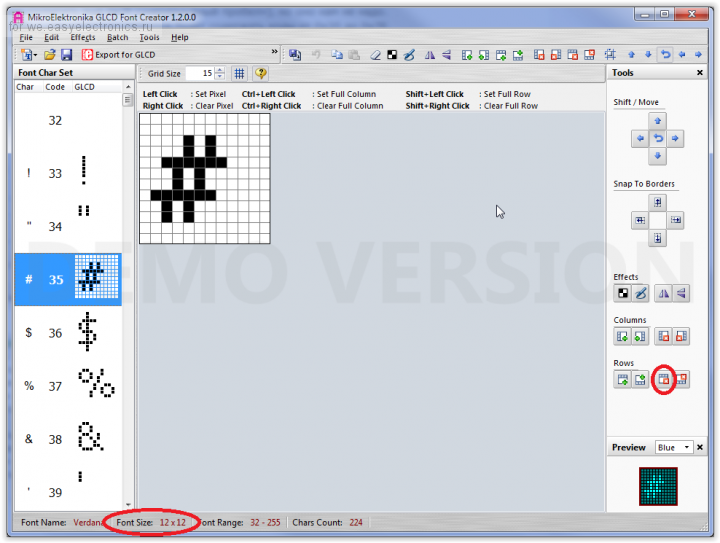 MikroElektronika GLCD Font Creator 1.2.0.0
for we.easyelectronics.ru
File Edit Effects Batch Tools Help
Export for GLCD »
Font Char Set
Char Code GLCD
32
! 33
" 34
# 35
$ 36
% 37
& 38
' 39
Grid Size 15
Left Click : Set Pixel Ctrl+Left Click : Set Full Column Shift+Left Click : Set Full Row
Right Click : Clear Pixel Ctrl+Right Click : Clear Full Column Shift+Right Click : Clear Full Row
DEMO VERSION
Tools
Shift / Move
Snap To Borders
Effects
Columns
Rows
Preview Blue
Font Name: Verdana Font Size: 12 x 12 Font Range: 32 - 255 Chars Count: 224